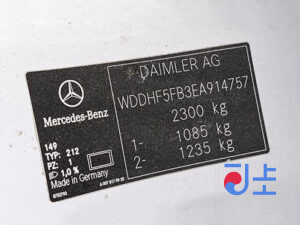 DAIMLER AG
WDDHF5FB3EA914757
2300 kg
1- 1085 kg
2- 1235 kg
Mercedes-Benz
149
TYP: 212
PZ: 1
1,0%
Made in Germany